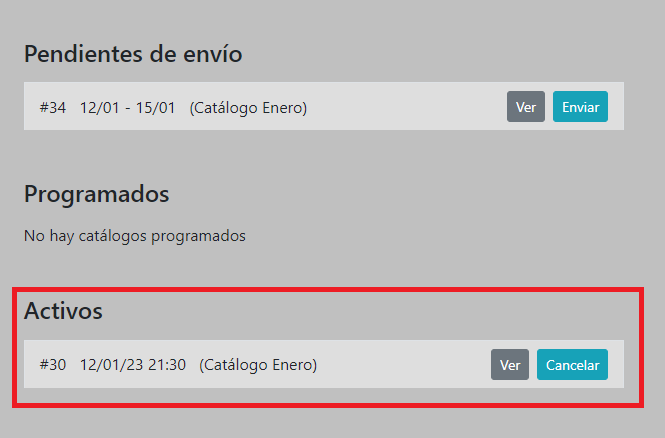 Pendientes de envío
#34 12/01 - 15/01 (Catálogo Enero) Ver Enviar
Programados
No hay catálogos programados
Activos
#30 12/01/23 21:30 (Catálogo Enero) Ver Cancelar